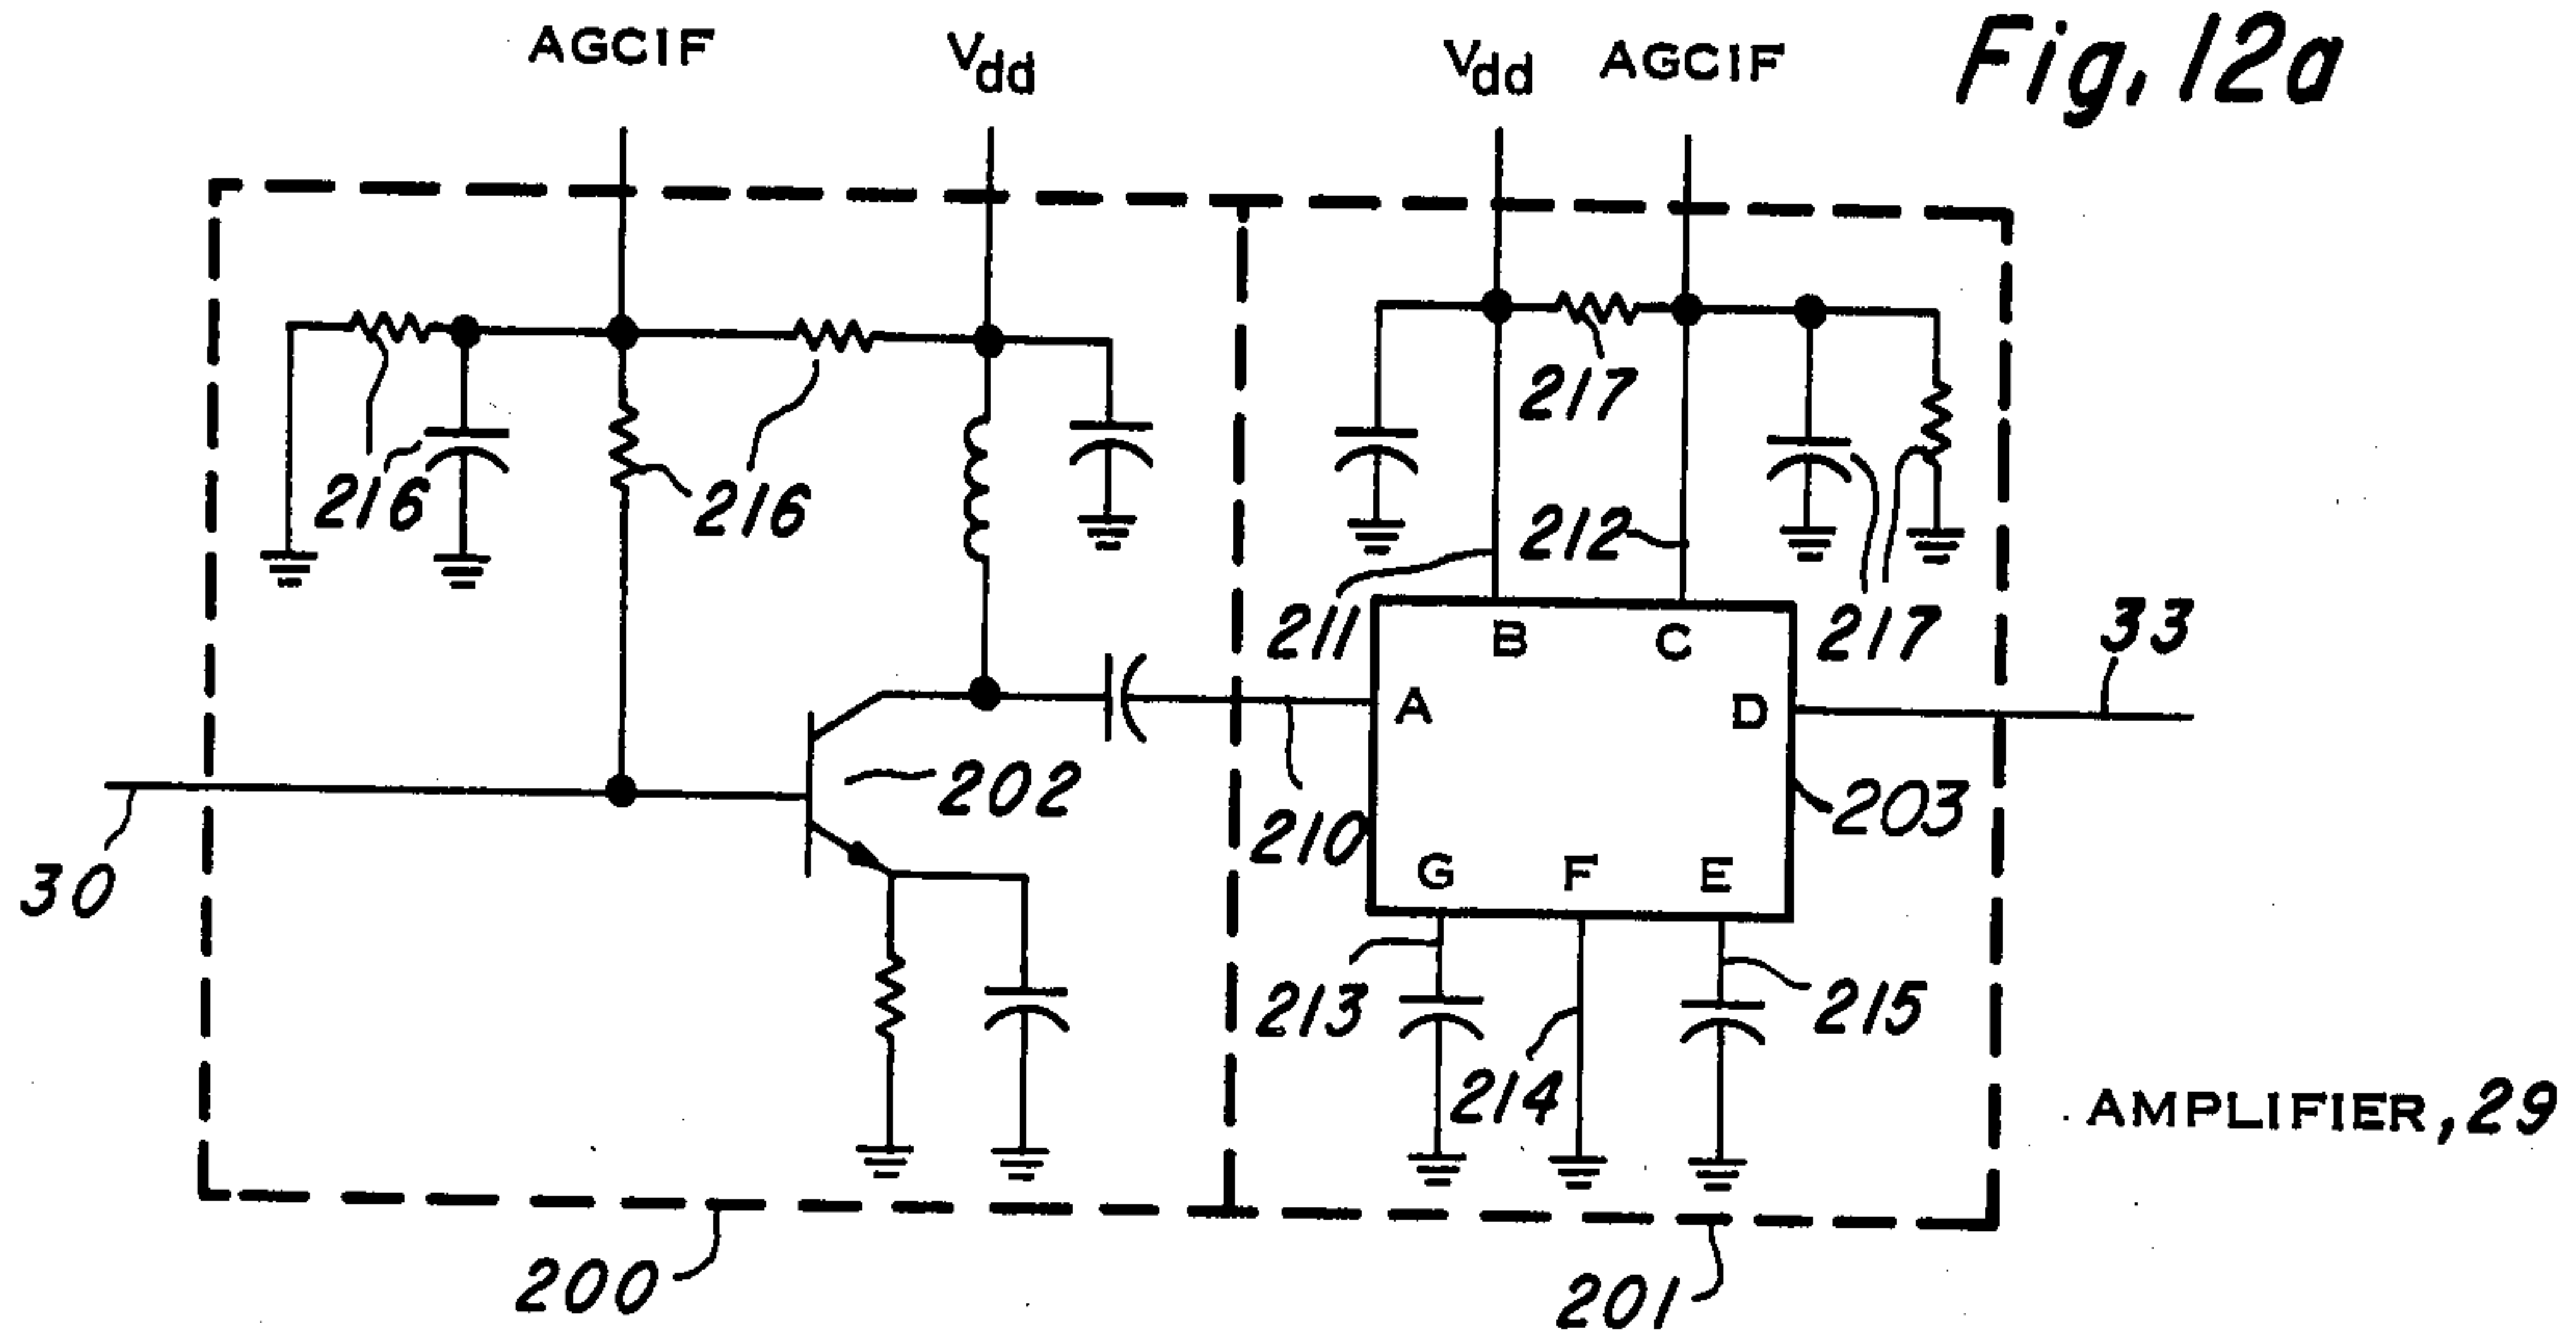 Fig. 12a
AGCIF
Vdd
Vdd
AGCIF
216
216
217
212
211
B
C
217
33
A
D
202
210
203
30
G
F
E
213
214
215
AMPLIFIER, 29
200
201